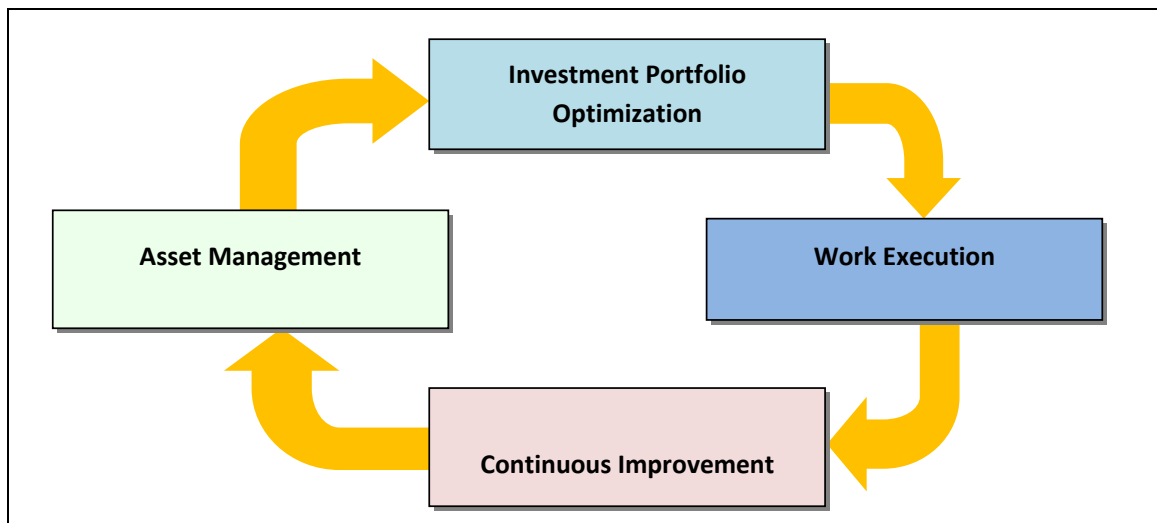 Investment Portfolio
Optimization
Asset Management
Work Execution
Continuous Improvement